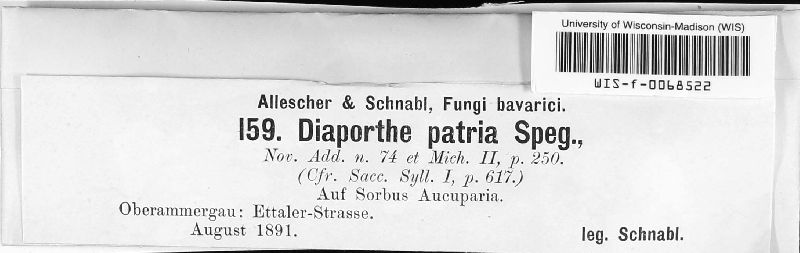 University of Wisconsin-Madison (WIS)
WIS-f-0068522
Allescher & Schnabl, Fungi bavarici.
159. Diaporthe patria Speg.,
Nov. Add. n. 74 et Mich. II, p. 250.
(Cfr. Sacc. Syll. I, p. 617.)
Auf Sorbus Aucuparia.
Oberammergau: Ettaler-Strasse.
August 1891.
leg. Schnabl.